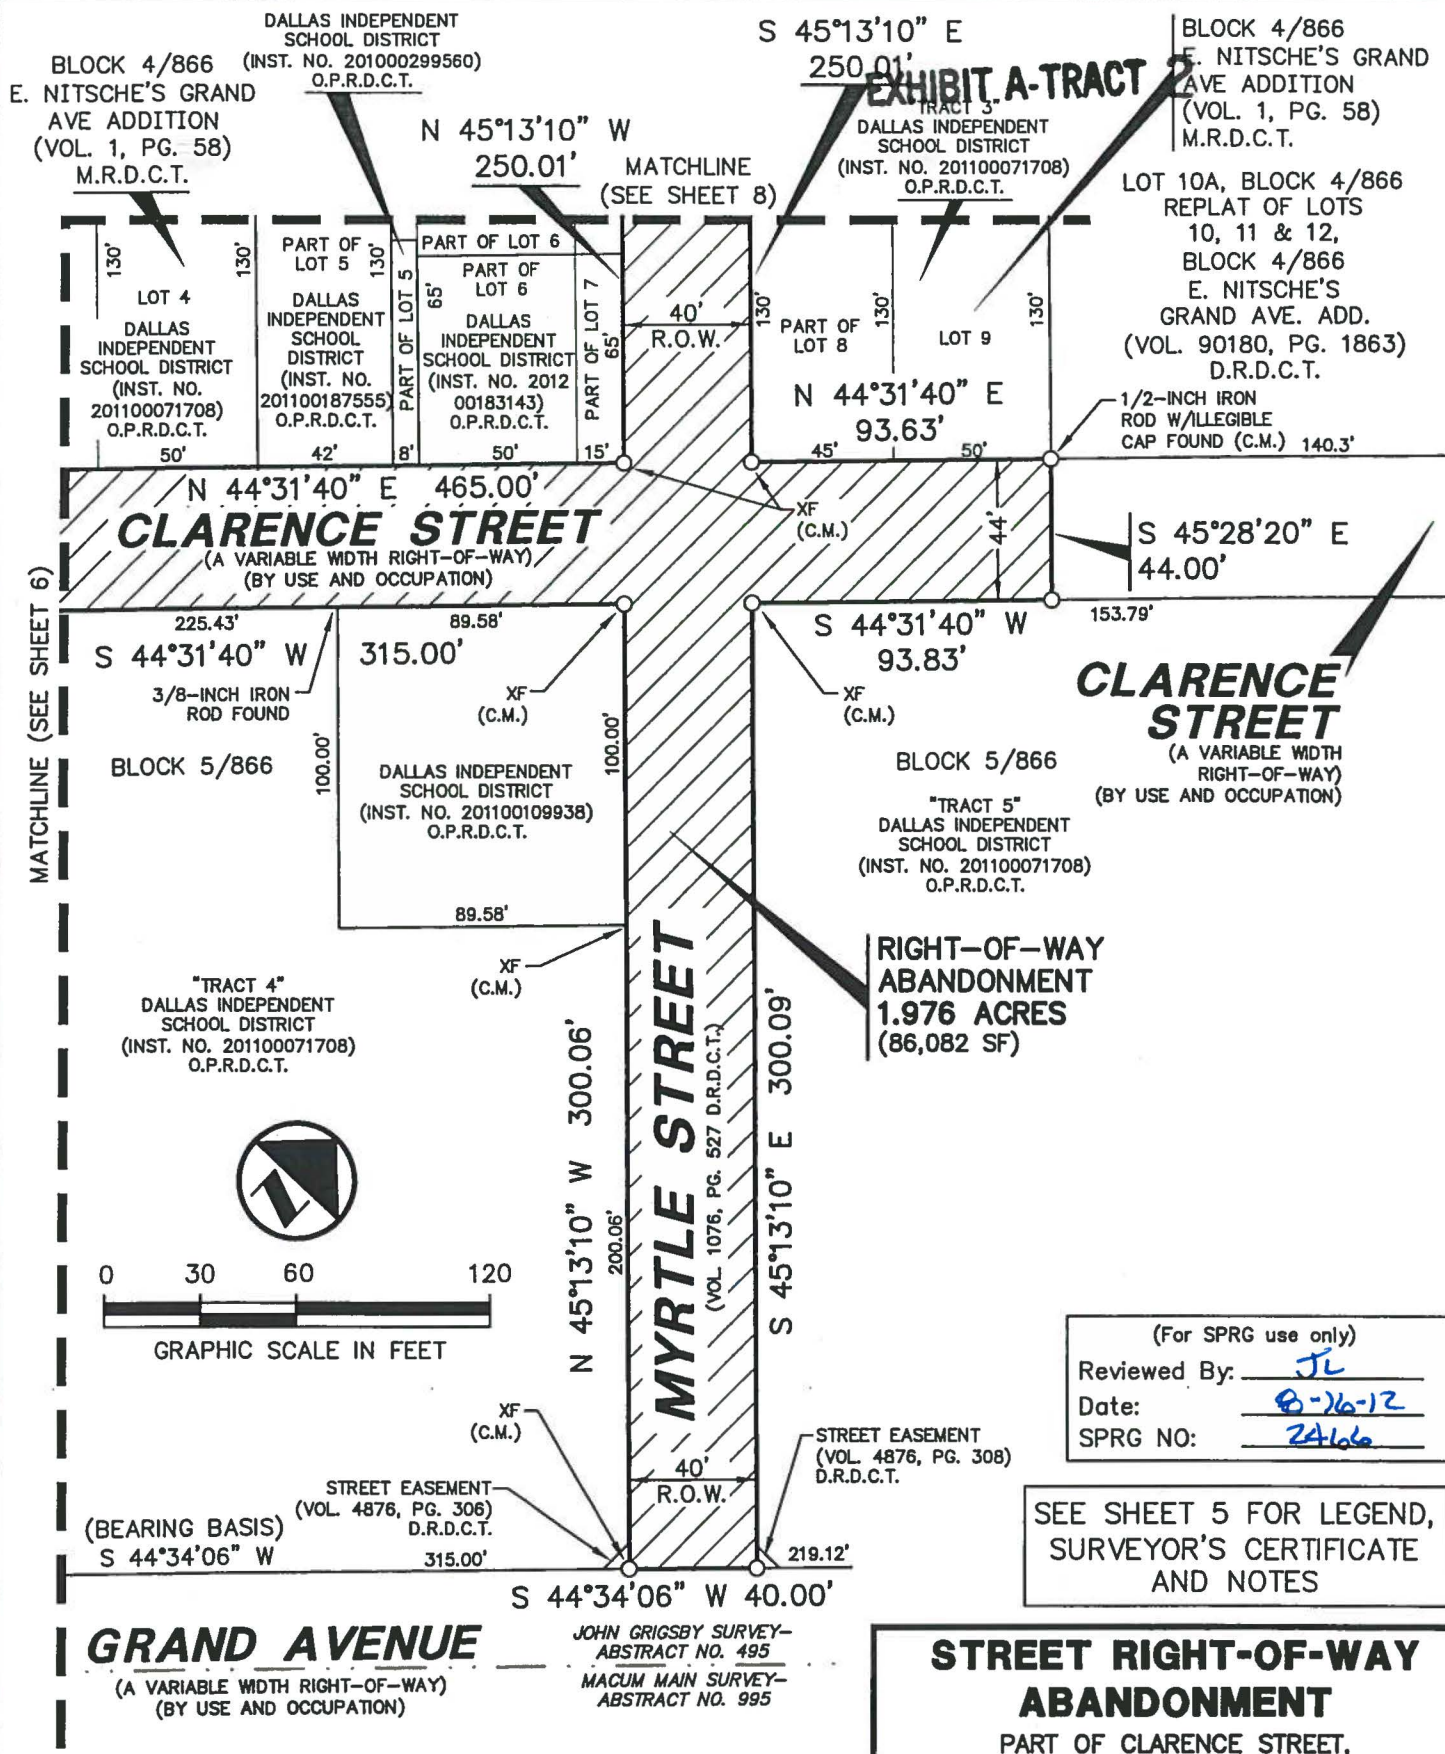 DALLAS INDEPENDENT
SCHOOL DISTRICT
(INST. NO. 201000299560)
O.P.R.D.C.T.
BLOCK 4/866
E. NITSCHE'S GRAND
AVE ADDITION
(VOL. 1, PG. 58)
M.R.D.C.T.
N 45°13'10" W
250.01'
MATCHLINE
(SEE SHEET 8)
S 45°13'10" E
250.01'
EXHIBIT A-TRACT 2
TRACT 3"
DALLAS INDEPENDENT
SCHOOL DISTRICT
(INST. NO. 201100071708)
O.P.R.D.C.T.
BLOCK 4/866
E. NITSCHE'S GRAND
AVE ADDITION
(VOL. 1, PG. 58)
M.R.D.C.T.
LOT 10A, BLOCK 4/866
REPLAT OF LOTS
10, 11 & 12,
BLOCK 4/866
E. NITSCHE'S
GRAND AVE. ADD.
(VOL. 90180, PG. 1863)
D.R.D.C.T.
1/2-INCH IRON
ROD W/ILLEGIBLE
CAP FOUND (C.M.)
140.3'
130'
LOT 4
DALLAS
INDEPENDENT
SCHOOL DISTRICT
(INST. NO.
201100071708)
O.P.R.D.C.T.
50'
130'
PART OF
LOT 5
DALLAS
INDEPENDENT
SCHOOL
DISTRICT
(INST. NO.
201100187555)
O.P.R.D.C.T.
42'
130'
PART OF LOT 5
8'
PART OF LOT 6
65'
PART OF
LOT 6
DALLAS
INDEPENDENT
SCHOOL DISTRICT
(INST. NO. 2012
00183143)
O.P.R.D.C.T.
50'
PART OF LOT 7
65'
15'
40'
R.O.W.
130'
PART OF
LOT 8
130'
LOT 9
130'
N 44°31'40" E
93.63'
45'
50'
N 44°31'40" E 465.00'
CLARENCE STREET
(A VARIABLE WIDTH RIGHT-OF-WAY)
(BY USE AND OCCUPATION)
XF
(C.M.)
44'
S 45°28'20" E
44.00'
225.43'
89.58'
S 44°31'40" W 315.00'
3/8-INCH IRON
ROD FOUND
S 44°31'40" W
93.83'
153.79'
XF
(C.M.)
XF
(C.M.)
CLARENCE
STREET
(A VARIABLE WIDTH
RIGHT-OF-WAY)
(BY USE AND OCCUPATION)
MATCHLINE (SEE SHEET 6)
BLOCK 5/866
100.00'
DALLAS INDEPENDENT
SCHOOL DISTRICT
(INST. NO. 201100109938)
O.P.R.D.C.T.
100.00'
89.58'
XF
(C.M.)
BLOCK 5/866
"TRACT 5"
DALLAS INDEPENDENT
SCHOOL DISTRICT
(INST. NO. 201100071708)
O.P.R.D.C.T.
RIGHT-OF-WAY
ABANDONMENT
1.976 ACRES
(86,082 SF)
"TRACT 4"
DALLAS INDEPENDENT
SCHOOL DISTRICT
(INST. NO. 201100071708)
O.P.R.D.C.T.
N 45°13'10" W 300.06'
200.06'
MYRTLE STREET
(VOL. 1076, PG. 527 D.R.D.C.T.)
S 45°13'10" E 300.09'
0 30 60 120
GRAPHIC SCALE IN FEET
(For SPRG use only)
Reviewed By: JL
Date: 8-16-12
SPRG NO: 2466
XF
(C.M.)
STREET EASEMENT
(VOL. 4876, PG. 306)
D.R.D.C.T.
40'
R.O.W.
STREET EASEMENT
(VOL. 4876, PG. 308)
D.R.D.C.T.
SEE SHEET 5 FOR LEGEND,
SURVEYOR'S CERTIFICATE
AND NOTES
(BEARING BASIS)
S 44°34'06" W
315.00'
219.12'
S 44°34'06" W 40.00'
GRAND AVENUE
(A VARIABLE WIDTH RIGHT-OF-WAY)
(BY USE AND OCCUPATION)
JOHN GRIGSBY SURVEY-
ABSTRACT NO. 495
MACUM MAIN SURVEY-
ABSTRACT NO. 995
STREET RIGHT-OF-WAY
ABANDONMENT
PART OF CLARENCE STREET,